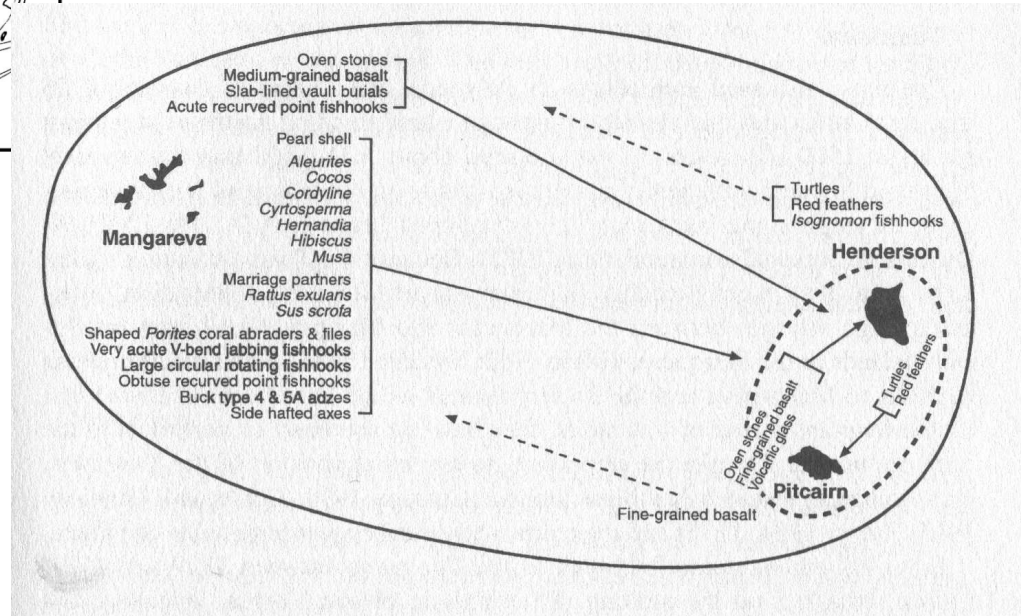 Oven stones
Medium-grained basalt
Slab-lined vault burials
Acute recurved point fishhooks
Pearl shell
Aleurites
Cocos
Cordyline
Cyrtosperma
Hernandia
Hibiscus
Musa
Marriage partners
Rattus exulans
Sus scrofa
Shaped Porites coral abraders & files
Very acute V-bend jabbing fishhooks
Large circular rotating fishhooks
Obtuse recurved point fishhooks
Buck type 4 & 5A adzes
Side hafted axes
Mangareva
Turtles
Red feathers
Isognomon fishhooks
Henderson
Turtles
Red feathers
Oven stones
Fine-grained basalt
Volcanic glass
Pitcairn
Fine-grained basalt